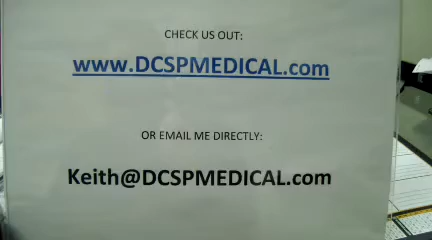 CHECK US OUT:
www.DCSPMEDICAL.com
OR EMAIL ME DIRECTLY:
Keith@DCSPMEDICAL.com